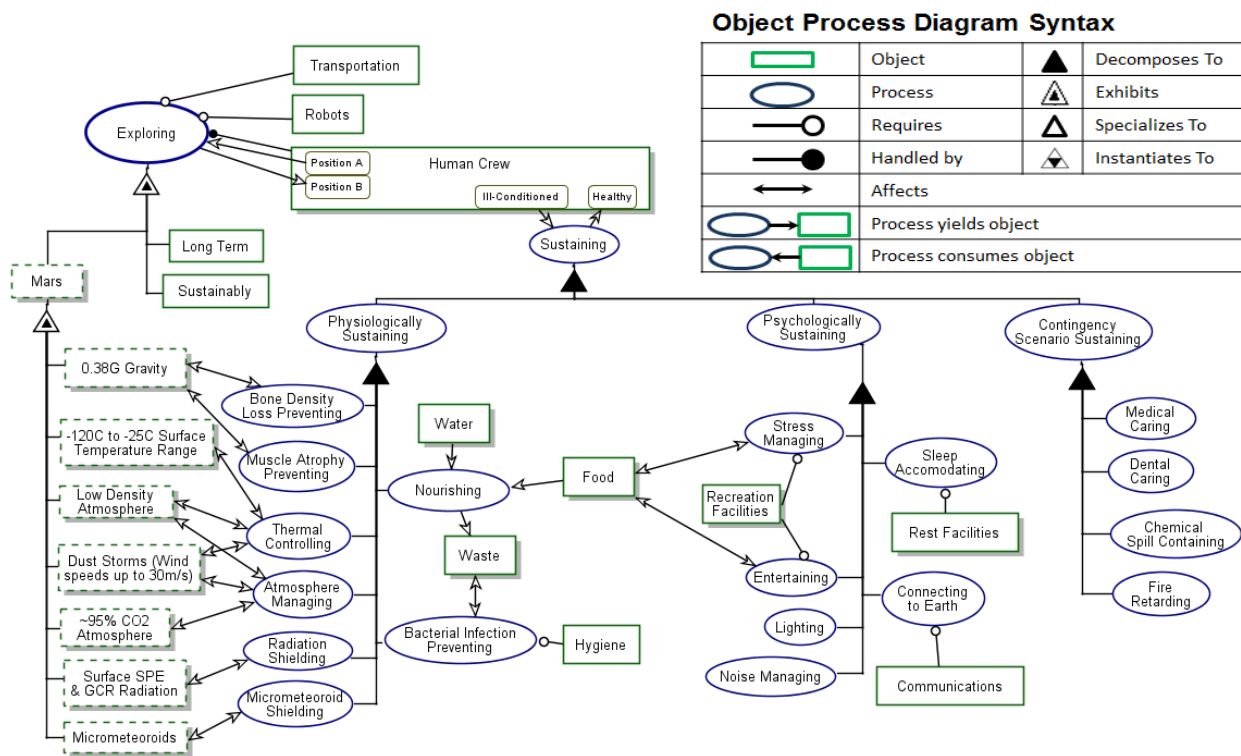 Object Process Diagram Syntax
Object
Decomposes To
Process
Exhibits
Requires
Specializes To
Handled by
Instantiates To
Affects
Process yields object
Process consumes object
Transportation
Robots
Exploring
Human Crew
Position A
Position B
Ill-Conditioned
Healthy
Sustaining
Long Term
Sustainably
Mars
Physiologically
Sustaining
Psychologically
Sustaining
Contingency
Scenario Sustaining
0.38G Gravity
-120C to -25C Surface
Temperature Range
Low Density
Atmosphere
Dust Storms (Wind
speeds up to 30m/s)
~95% CO2
Atmosphere
Surface SPE
& GCR Radiation
Micrometeoroids
Bone Density
Loss Preventing
Muscle Atrophy
Preventing
Thermal
Controlling
Atmosphere
Managing
Radiation
Shielding
Micrometeoroid
Shielding
Water
Nourishing
Waste
Bacterial Infection
Preventing
Hygiene
Food
Stress
Managing
Recreation
Facilities
Entertaining
Lighting
Noise Managing
Sleep
Accomodating
Rest Facilities
Connecting
to Earth
Communications
Medical
Caring
Dental
Caring
Chemical
Spill Containing
Fire
Retarding